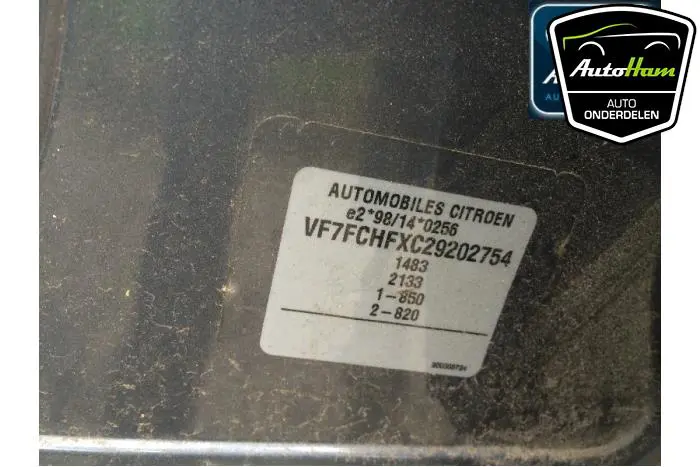 AutoHam
AUTO
ONDERDELEN
AUTOMOBILES CITROEN
e2*98/14*0256
VF7FCHFXC29202754
1483
2133
1-850
2-820